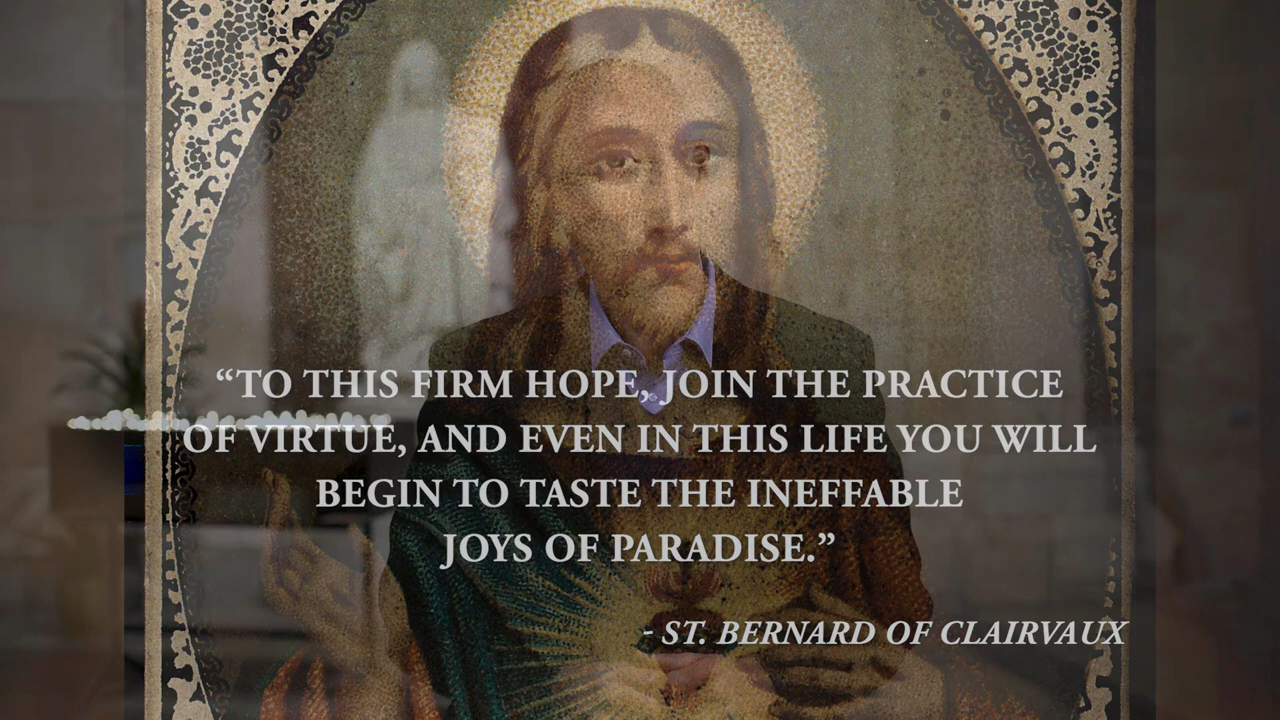 “TO THIS FIRM HOPE, JOIN THE PRACTICE
OF VIRTUE, AND EVEN IN THIS LIFE YOU WILL
BEGIN TO TASTE THE INEFFABLE
JOYS OF PARADISE.”
- ST. BERNARD OF CLAIRVAUX